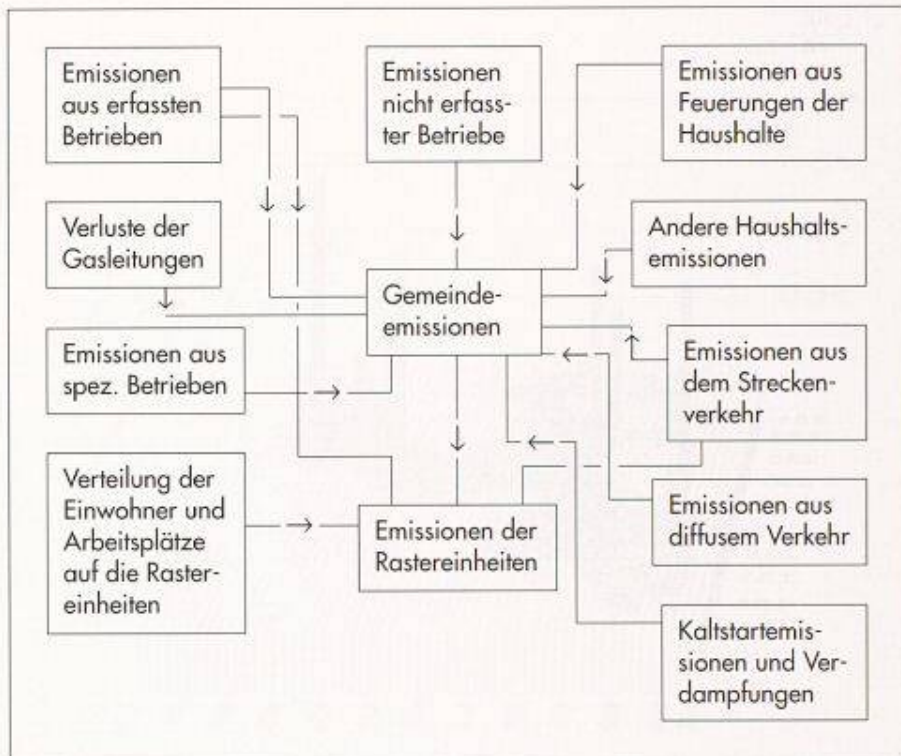 Emissionen
aus erfassten
Betrieben
Emissionen
nicht erfass-
ter Betriebe
Emissionen aus
Feuerungen der
Haushalte
Verluste der
Gasleitungen
Andere Haushalts-
emissionen
Gemeinde-
emissionen
Emissionen aus
spez. Betrieben
Emissionen aus
dem Strecken-
verkehr
Verteilung der
Einwohner und
Arbeitsplätze
auf die Raster-
einheiten
Emissionen der
Rastereinheiten
Emissionen aus
diffusem Verkehr
Kaltstartemis-
sionen und Ver-
dampfungen